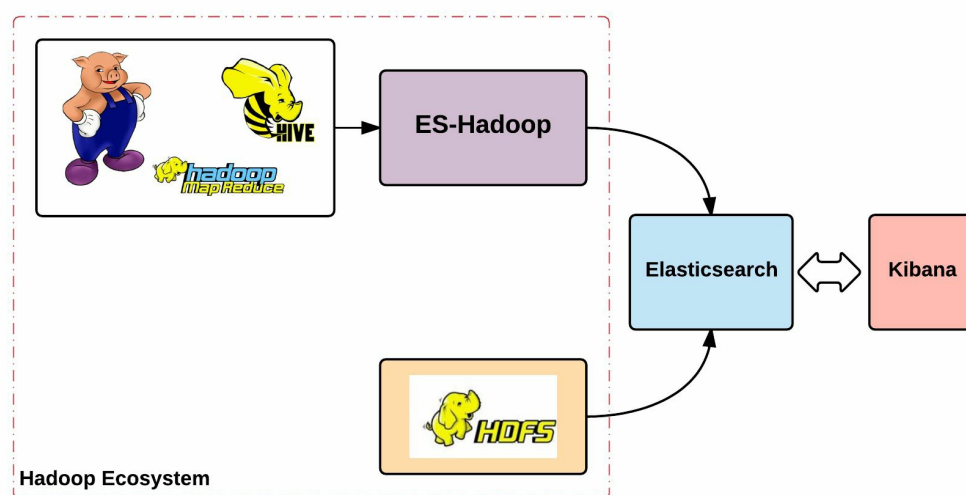 HIVE
hadoop
Map Reduce
ES-Hadoop
Elasticsearch
Kibana
HDFS
Hadoop Ecosystem